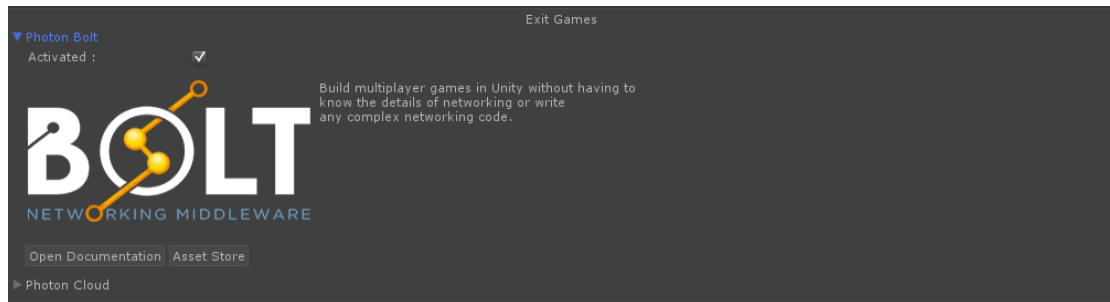 Exit Games
Photon Bolt
Activated :
BOLT
NETWORKING MIDDLEWARE
Build multiplayer games in Unity without having to
know the details of networking or write
any complex networking code.
Open Documentation
Asset Store
Photon Cloud